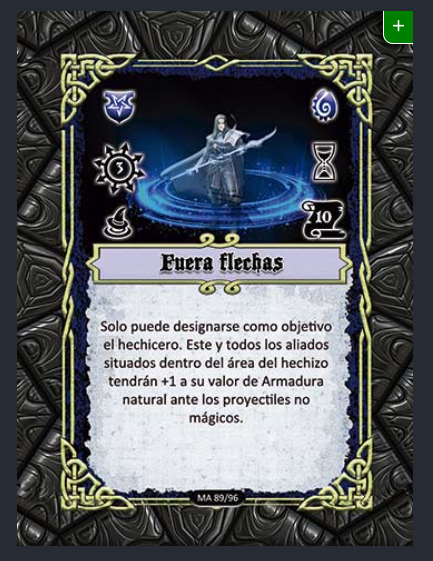 +
3
10
Fuera flechas
Solo puede designarse como objetivo
el hechicero. Este y todos los aliados
situados dentro del área del hechizo
tendrán +1 a su valor de Armadura
natural ante los proyectiles no
mágicos.
MA 89/96